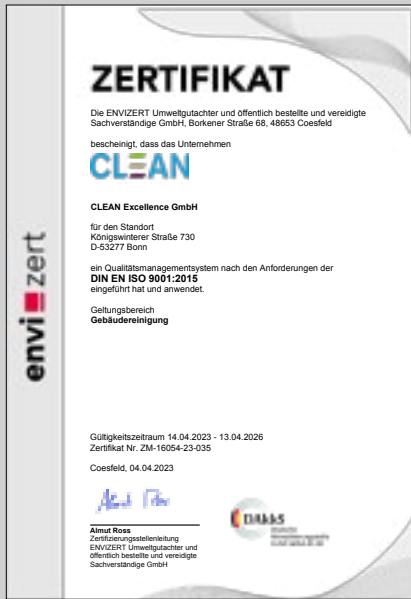 ZERTIFIKAT
Die ENVIZERT Umweltgutachter und öffentlich bestellte und vereidigte
Sachverständige GmbH, Borkener Straße 68, 48653 Coesfeld
bescheinigt, dass das Unternehmen
CLEAN
CLEAN Excellence GmbH
für den Standort
Königswinterer Straße 730
D-53277 Bonn
ein Qualitätsmanagementsystem nach den Anforderungen der
DIN EN ISO 9001:2015
eingeführt hat und anwendet.
Geltungsbereich
Gebäudereinigung
envi zert
Gültigkeitszeitraum 14.04.2023 - 13.04.2026
Zertifikat Nr. ZM-16054-23-035
Coesfeld, 04.04.2023
Almut Ross
Zertifizierungsstellenleitung
ENVIZERT Umweltgutachter und
öffentlich bestellte und vereidigte
Sachverständige GmbH
DAkkS